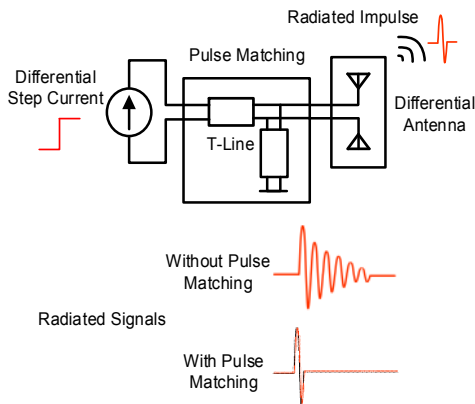 Radiated Impulse
Pulse Matching
Differential
Step Current
T-Line
Differential
Antenna
Without Pulse
Matching
Radiated Signals
With Pulse
Matching